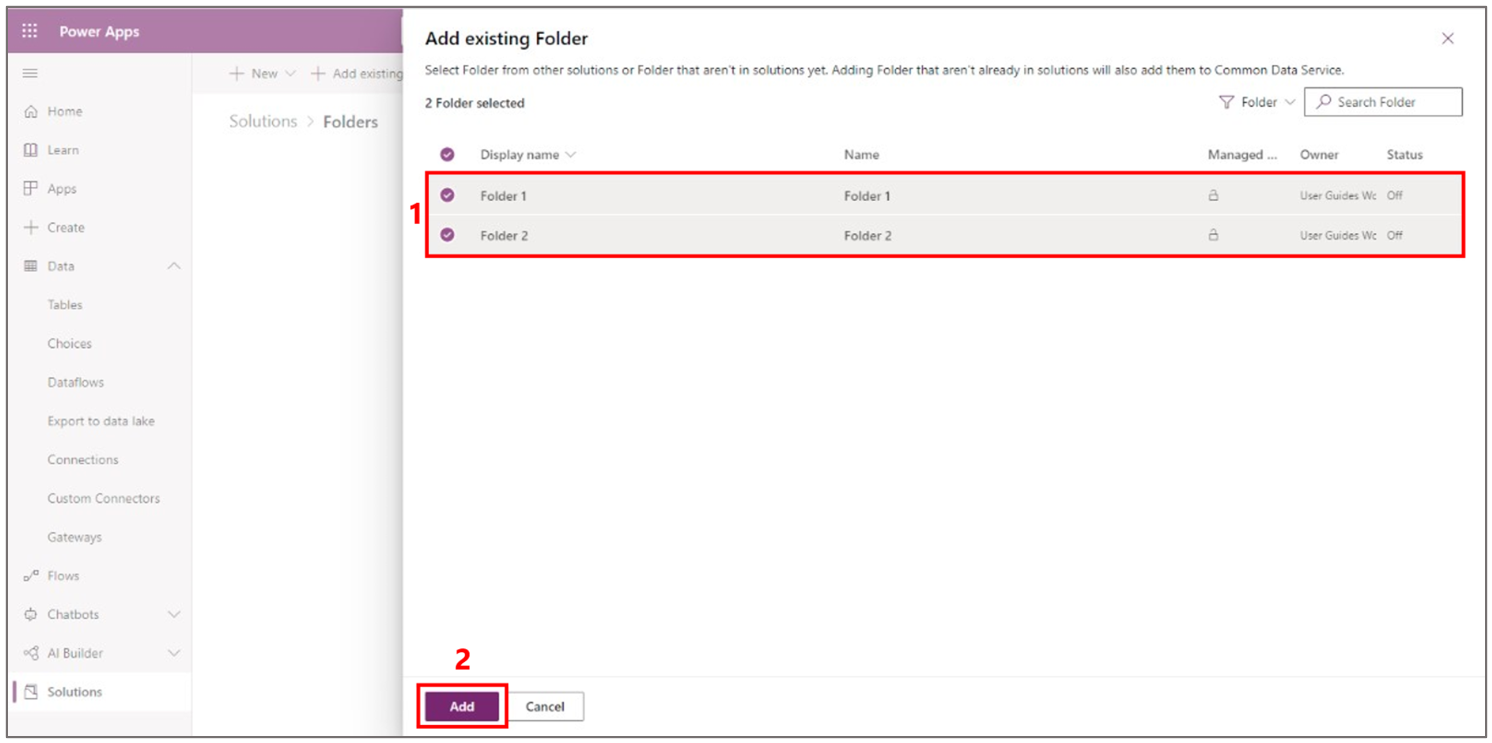 Power Apps
Home
Learn
Apps
Create
Data
Tables
Choices
Dataflows
Export to data lake
Connections
Custom Connectors
Gateways
Flows
Chatbots
AI Builder
Solutions
New
Add existing
Solutions > Folders
Add existing Folder
Select Folder from other solutions or Folder that aren't in solutions yet. Adding Folder that aren't already in solutions will also add them to Common Data Service.
2 Folder selected
Folder
Search Folder
Display name Name Managed ... Owner Status
1
Folder 1 Folder 1 User Guides Wc Off
Folder 2 Folder 2 User Guides Wc Off
2
Add Cancel